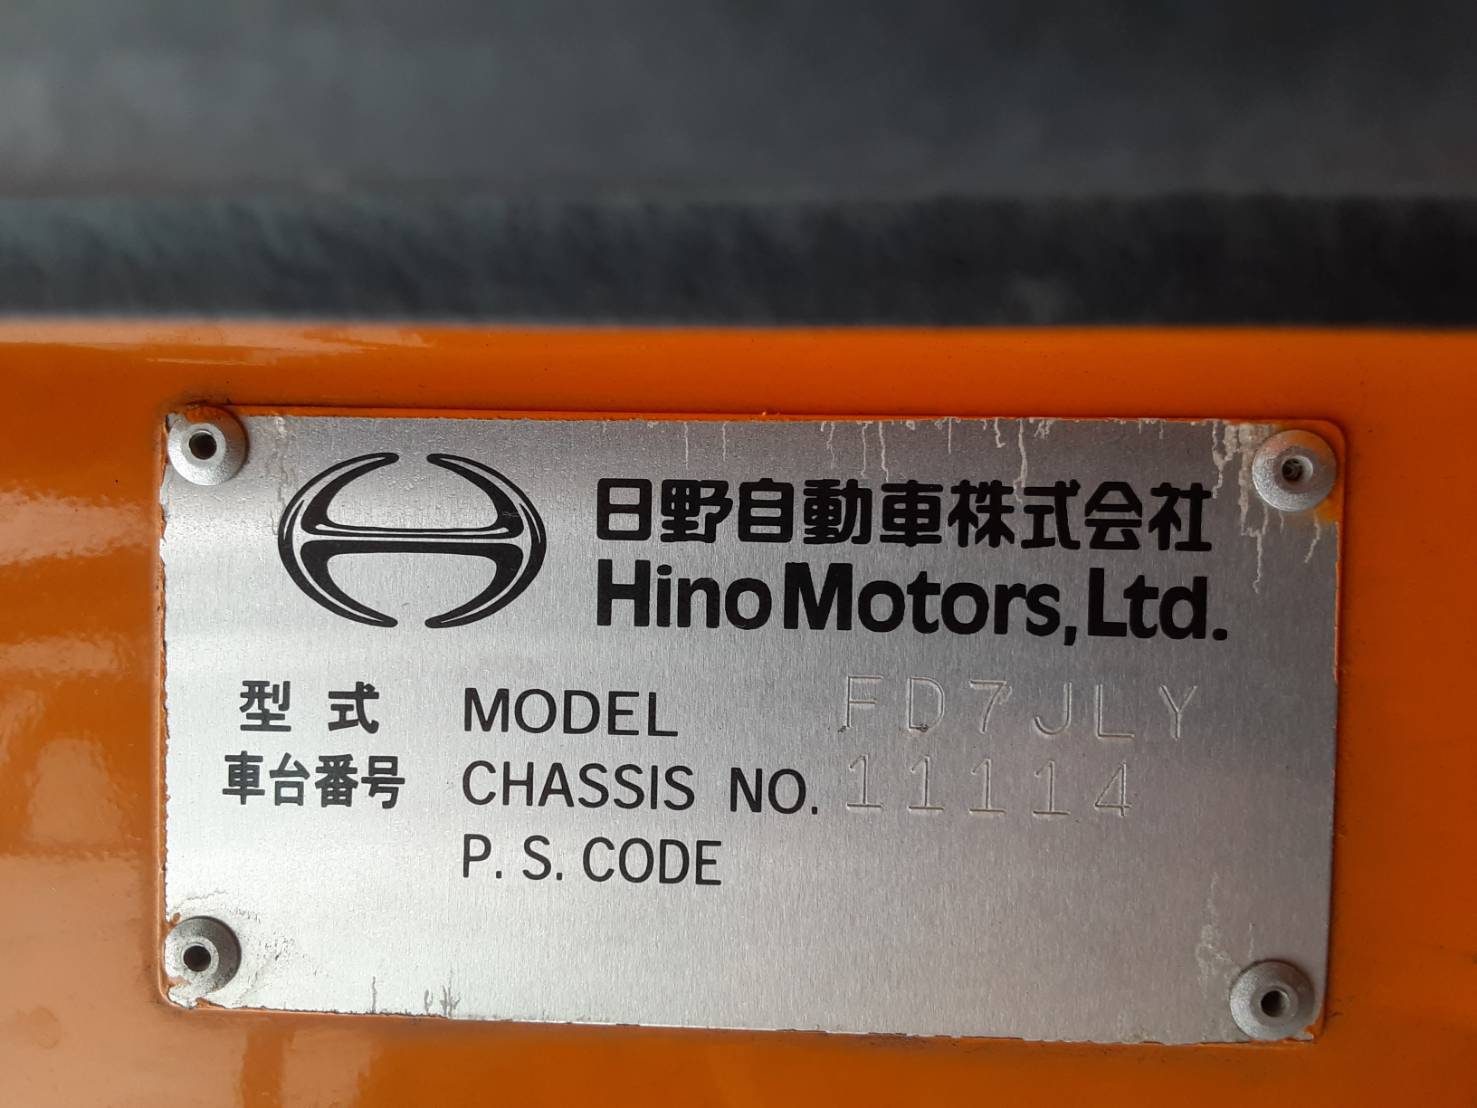 日野自動車株式会社
Hino Motors, Ltd.
型式 MODEL FD7JLY
車台番号 CHASSIS NO. 11114
P. S. CODE